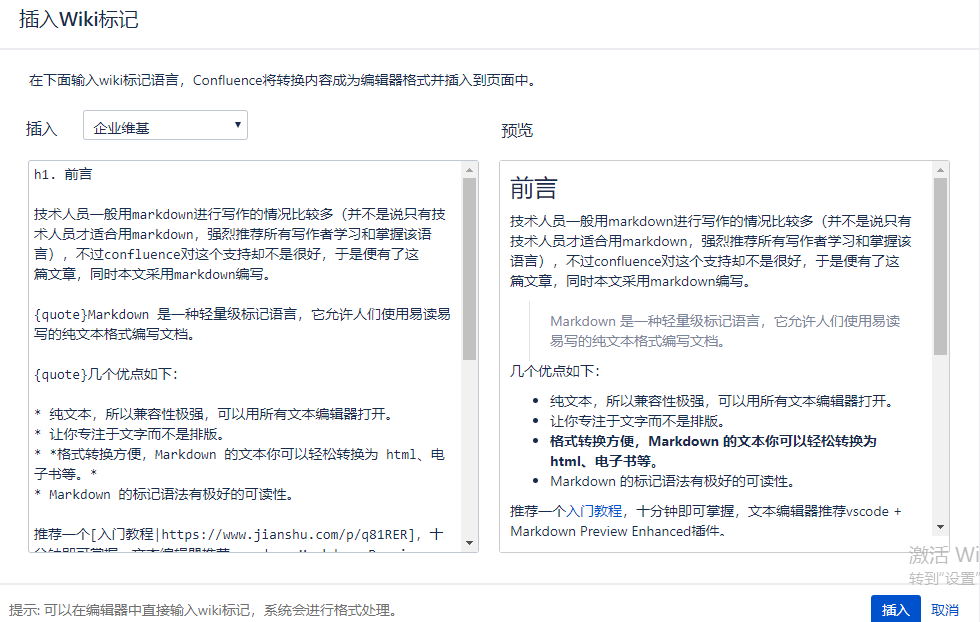 插入Wiki标记
在下面输入wiki标记语言，Confluence将转换内容成为编辑器格式并插入到页面中。
插入
企业维基
预览
h1. 前言
技术人员一般用markdown进行写作的情况比较多（并不是说只有技
术人员才适合用markdown，强烈推荐所有写作者学习和掌握该语
言），不过confluence对这个支持却不是很好，于是便有了这
篇文章，同时本文采用markdown编写。
{quote}Markdown 是一种轻量级标记语言，它允许人们使用易读易
写的纯文本格式编写文档。
{quote}几个优点如下：
* 纯文本，所以兼容性极强，可以用所有文本编辑器打开。
* 让你专注于文字而不是排版。
* *格式转换方便，Markdown 的文本你可以轻松转换为 html、电
子书等。*
* Markdown 的标记语法有极好的可读性。
推荐一个[入门教程|https://www.jianshu.com/p/q81RER]，十
前言
技术人员一般用markdown进行写作的情况比较多（并不是说只有
技术人员才适合用markdown，强烈推荐所有写作者学习和掌握该
语言），不过confluence对这个支持却不是很好，于是便有了这
篇文章，同时本文采用markdown编写。
Markdown 是一种轻量级标记语言，它允许人们使用易读
易写的纯文本格式编写文档。
几个优点如下：
• 纯文本，所以兼容性极强，可以用所有文本编辑器打开。
• 让你专注于文字而不是排版。
• 格式转换方便，Markdown 的文本你可以轻松转换为
html、电子书等。
• Markdown 的标记语法有极好的可读性。
推荐一个入门教程，十分钟即可掌握，文本编辑器推荐vscode +
Markdown Preview Enhanced插件。
激活 Wi
转到"设置"
提示: 可以在编辑器中直接输入wiki标记，系统会进行格式处理。
插入
取消